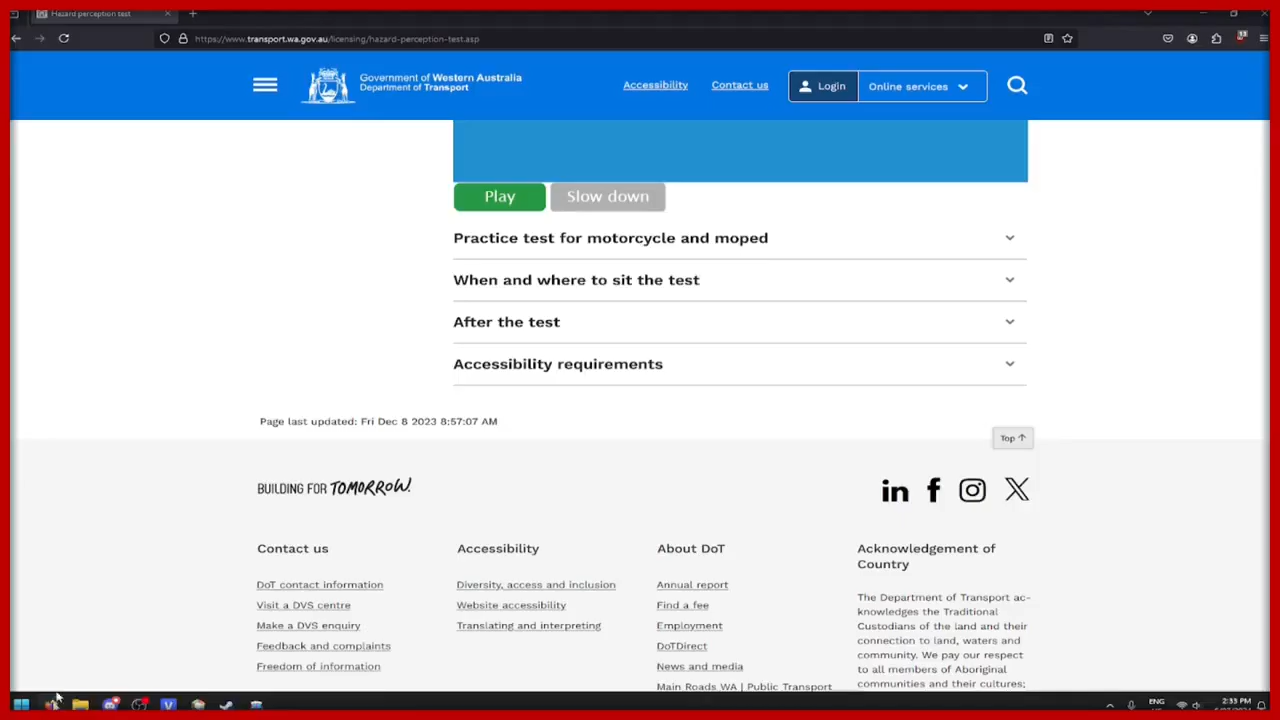 Hazard perception test
https://www.transport.wa.gov.au/licensing/hazard-perception-test.asp
Government of Western Australia
Department of Transport
Accessibility
Contact us
Login
Online services
Play
Slow down
Practice test for motorcycle and moped
When and where to sit the test
After the test
Accessibility requirements
Page last updated: Fri Dec 8 2023 8:57:07 AM
Top
BUILDING FOR TOMORROW!
Contact us
DoT contact information
Visit a DVS centre
Make a DVS enquiry
Feedback and complaints
Freedom of information
Accessibility
Diversity, access and inclusion
Website accessibility
Translating and interpreting
About DoT
Annual report
Find a fee
Employment
DoTDirect
News and media
Main Roads WA | Public Transport
Acknowledgement of
Country
The Department of Transport ac-
knowledges the Traditional
Custodians of the land and their
connection to land, waters and
community. We pay our respect
to all members of Aboriginal
communities and their cultures;
ENG
2:33 PM